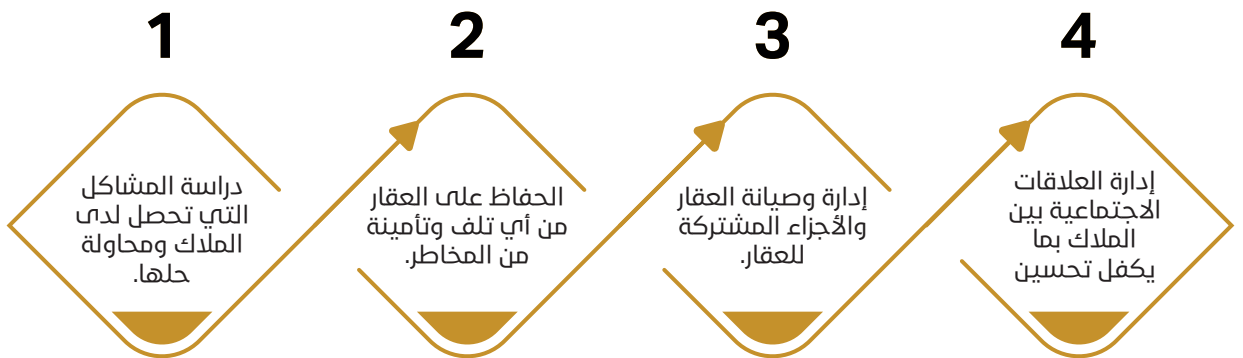 1
دراسة المشاكل
التي تحصل لدى
الملاك ومحاولة
حلها.
2
الحفاظ على العقار
من أي تلف وتأمينة
من المخاطر.
3
إدارة وصيانة العقار
والأجزاء المشتركة
للعقار.
4
إدارة العلاقات
الاجتماعية بين
الملاك بما
يكفل تحسين